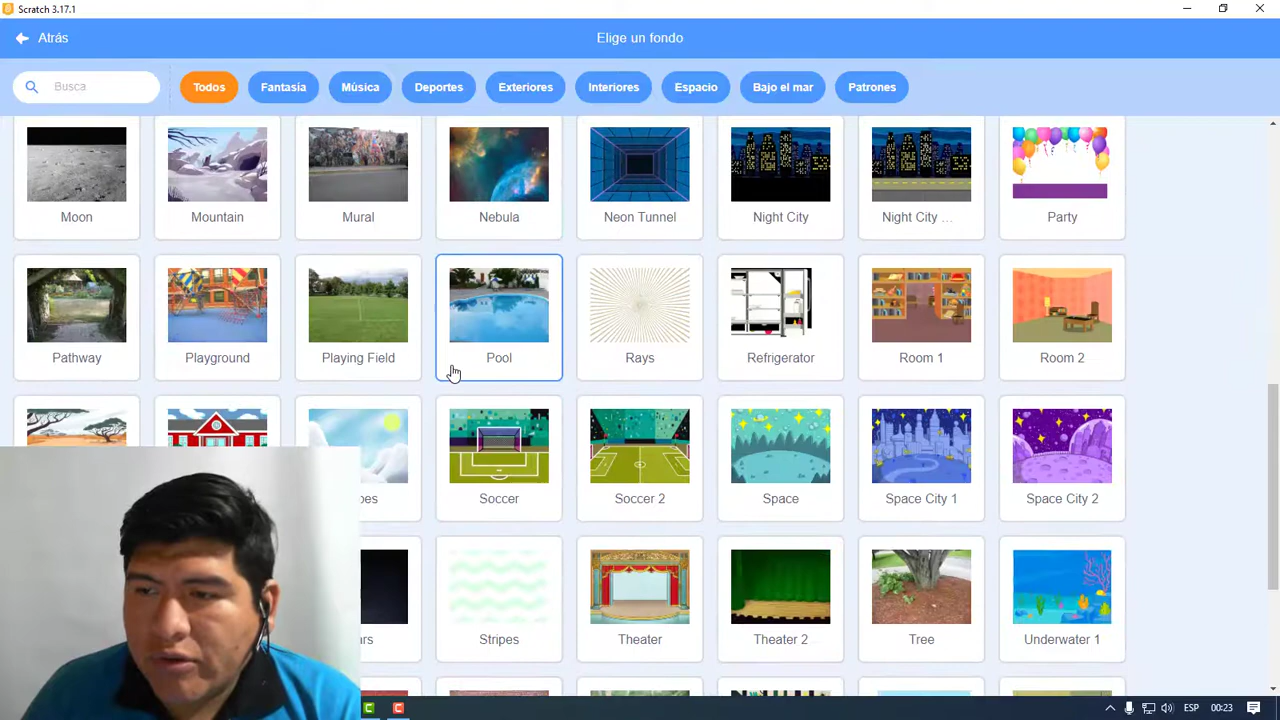 Scratch 3.17.1
Atrás
Elige un fondo
Busca
Todos
Fantasía
Música
Deportes
Exteriores
Interiores
Espacio
Bajo el mar
Patrones
Moon
Mountain
Mural
Nebula
Neon Tunnel
Night City
Night City ...
Party
Pathway
Playground
Playing Field
Pool
Rays
Refrigerator
Room 1
Room 2
Soccer
Soccer 2
Space
Space City 1
Space City 2
Stripes
Theater
Theater 2
Tree
Underwater 1
ESP
00:23